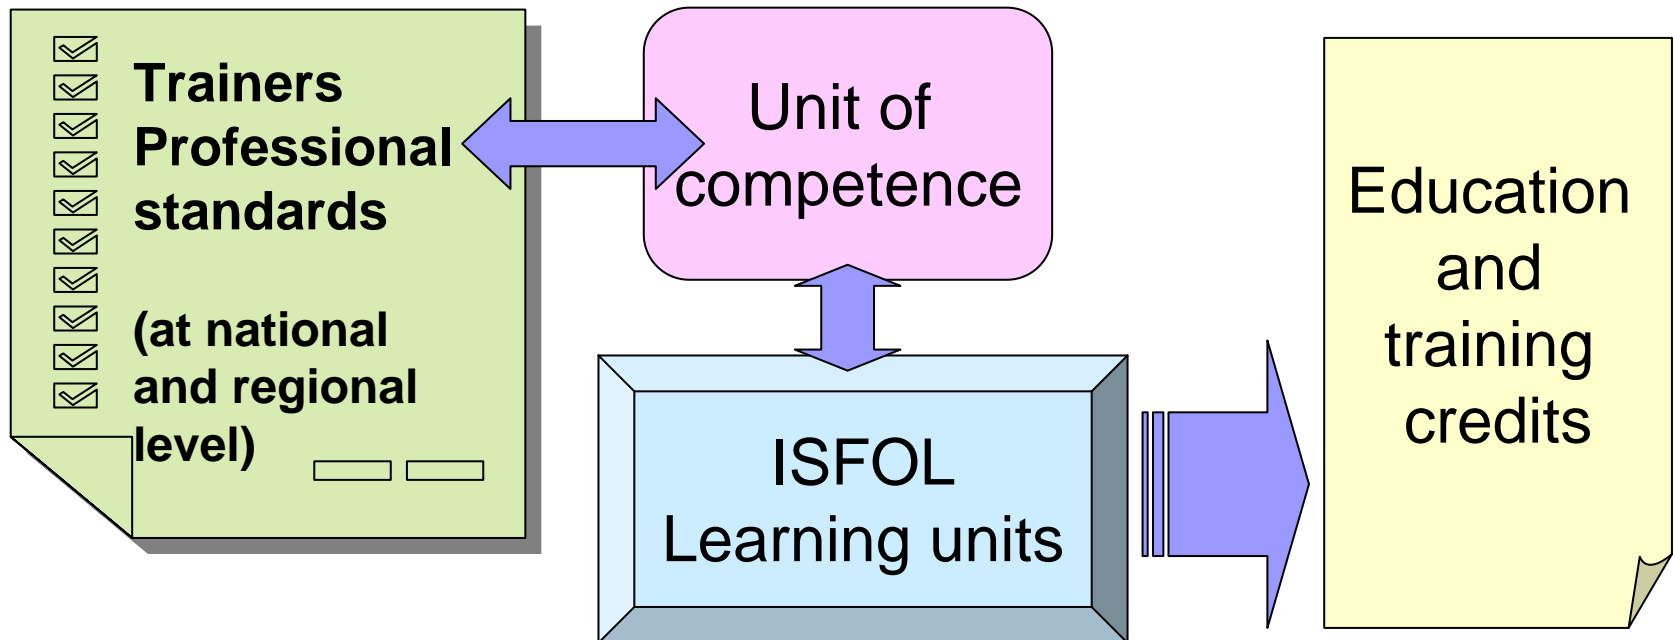 Trainers
Professional
standards
(at national
and regional
level)
Unit of
competence
ISFOL
Learning units
Education
and
training
credits